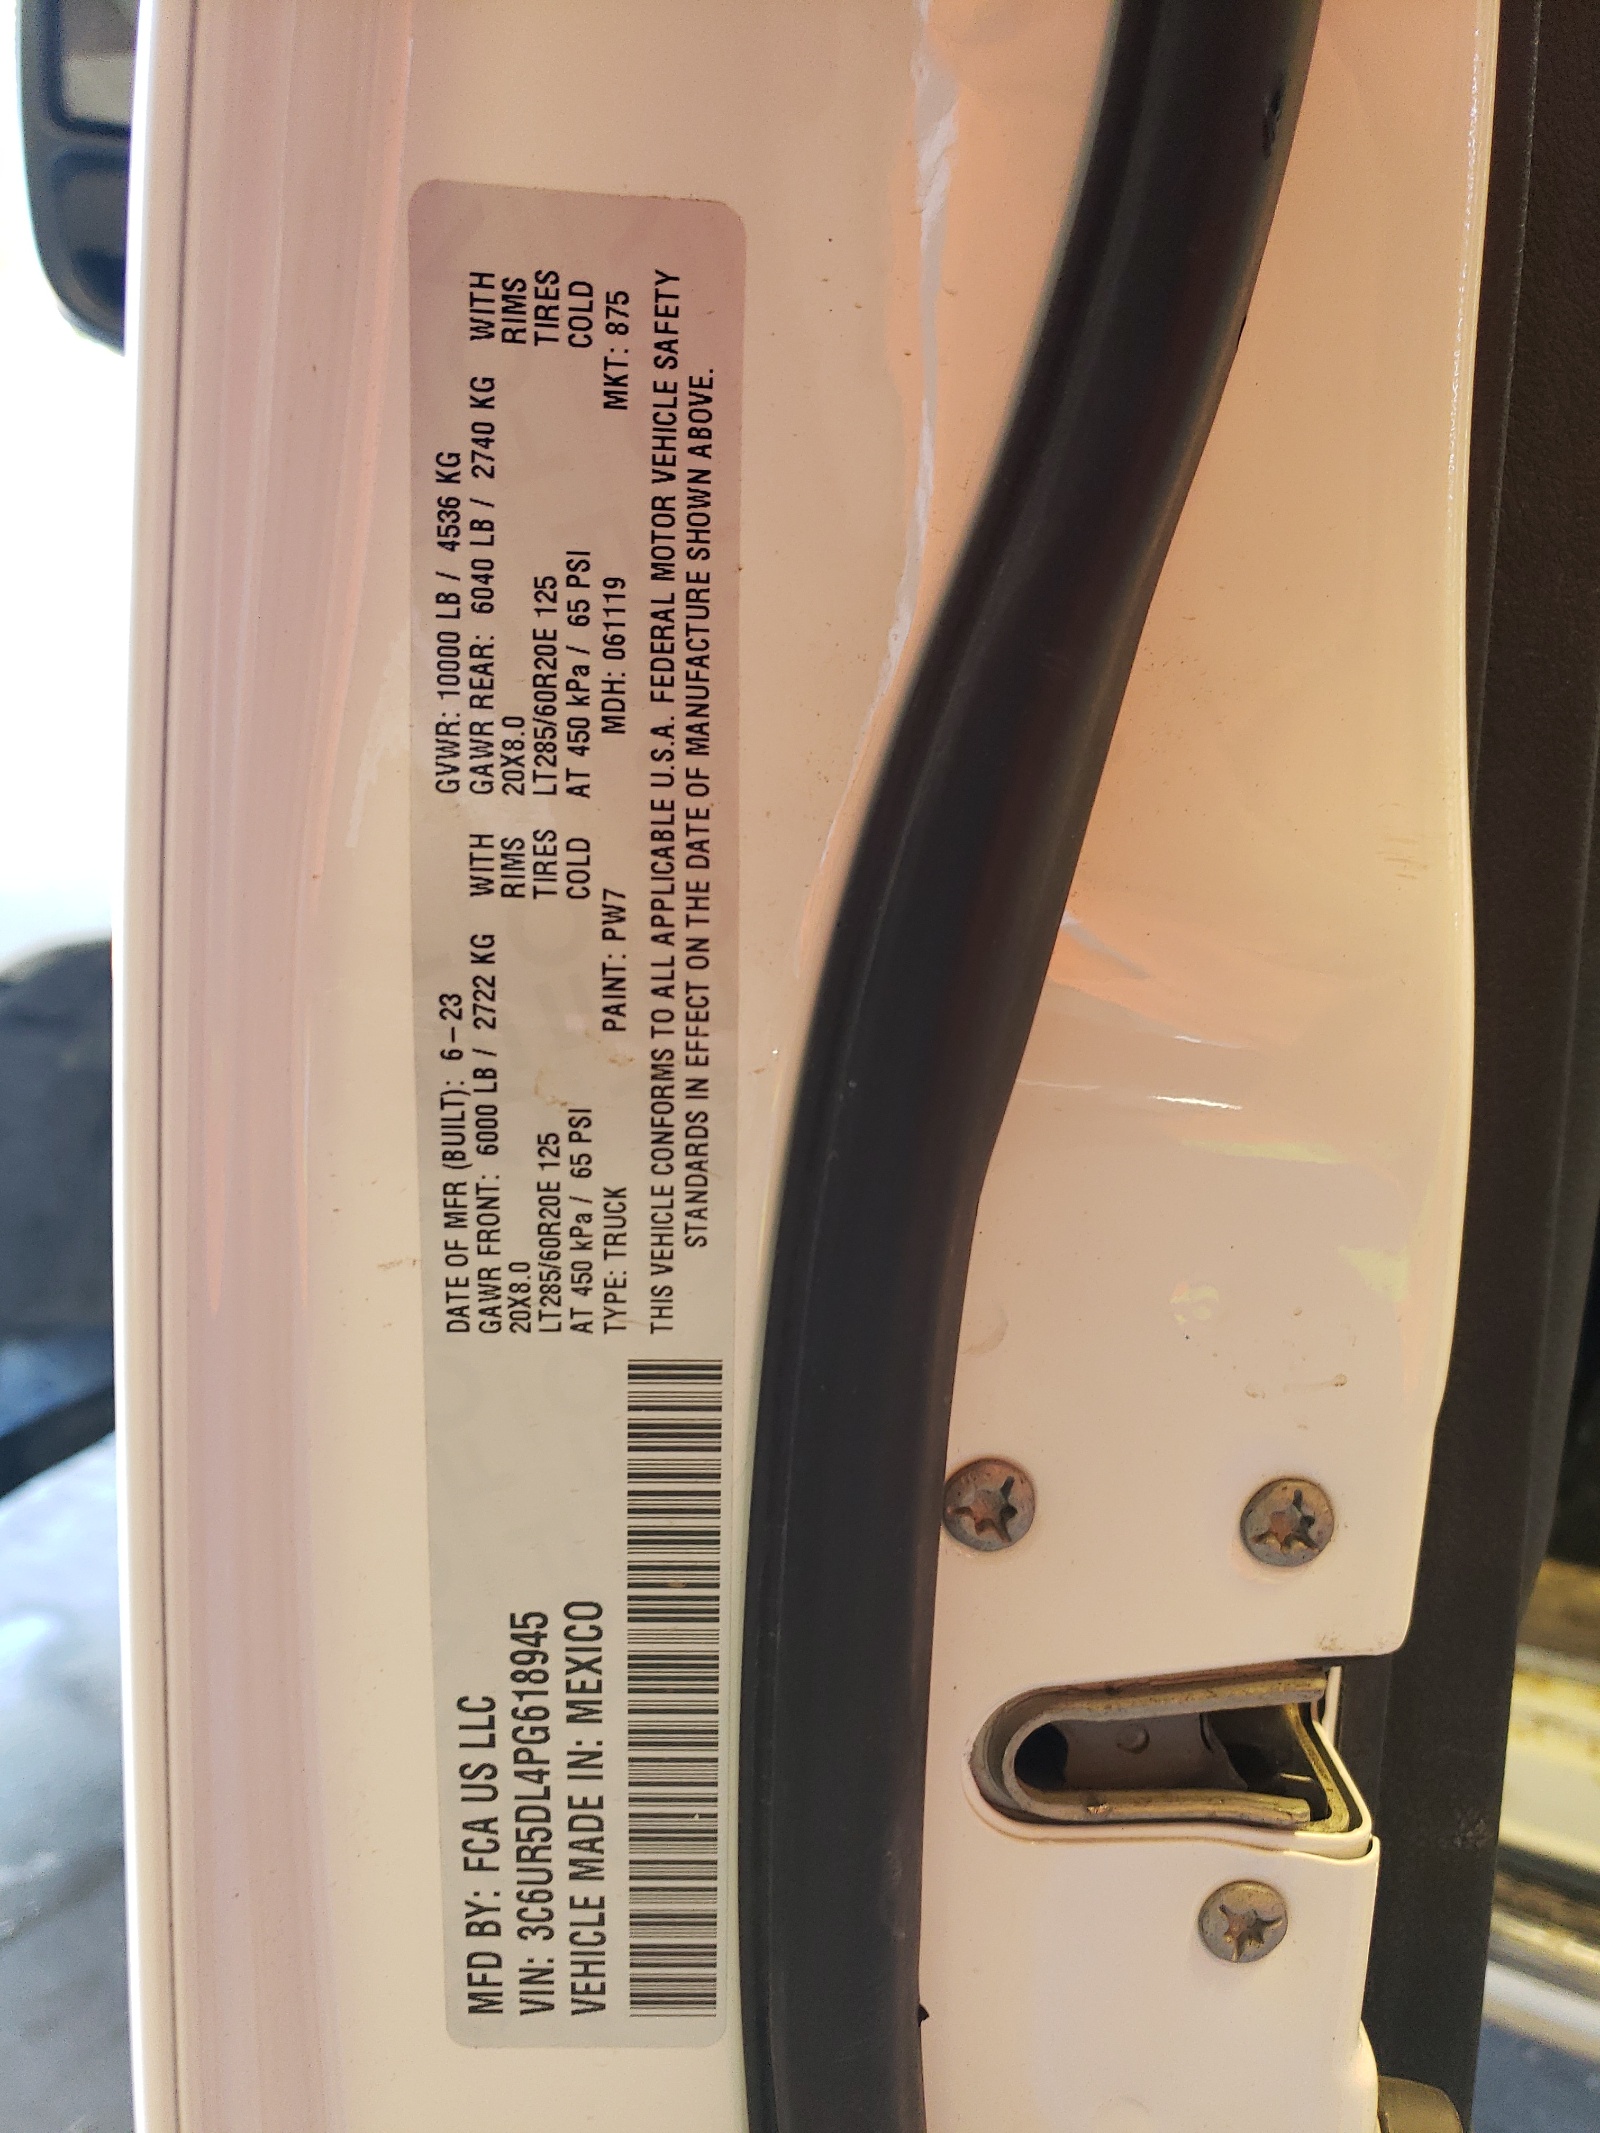 MFD BY: FCA US LLC
VIN: 3C6UR5DL4PG618945
VEHICLE MADE IN: MEXICO
DATE OF MFR (BUILT): 6-23 GVWR: 10000 LB / 4536 KG
GAWR FRONT: 6000 LB / 2722 KG WITH GAWR REAR: 6040 LB / 2740 KG WITH
20X8.0 RIMS 20X8.0 RIMS
LT285/60R20E 125 TIRES LT285/60R20E 125 TIRES
AT 450 kPa / 65 PSI COLD AT 450 kPa / 65 PSI COLD
TYPE: TRUCK PAINT: PW7 MDH: 061119 MKT: 875
THIS VEHICLE CONFORMS TO ALL APPLICABLE U.S.A. FEDERAL MOTOR VEHICLE SAFETY
STANDARDS IN EFFECT ON THE DATE OF MANUFACTURE SHOWN ABOVE.